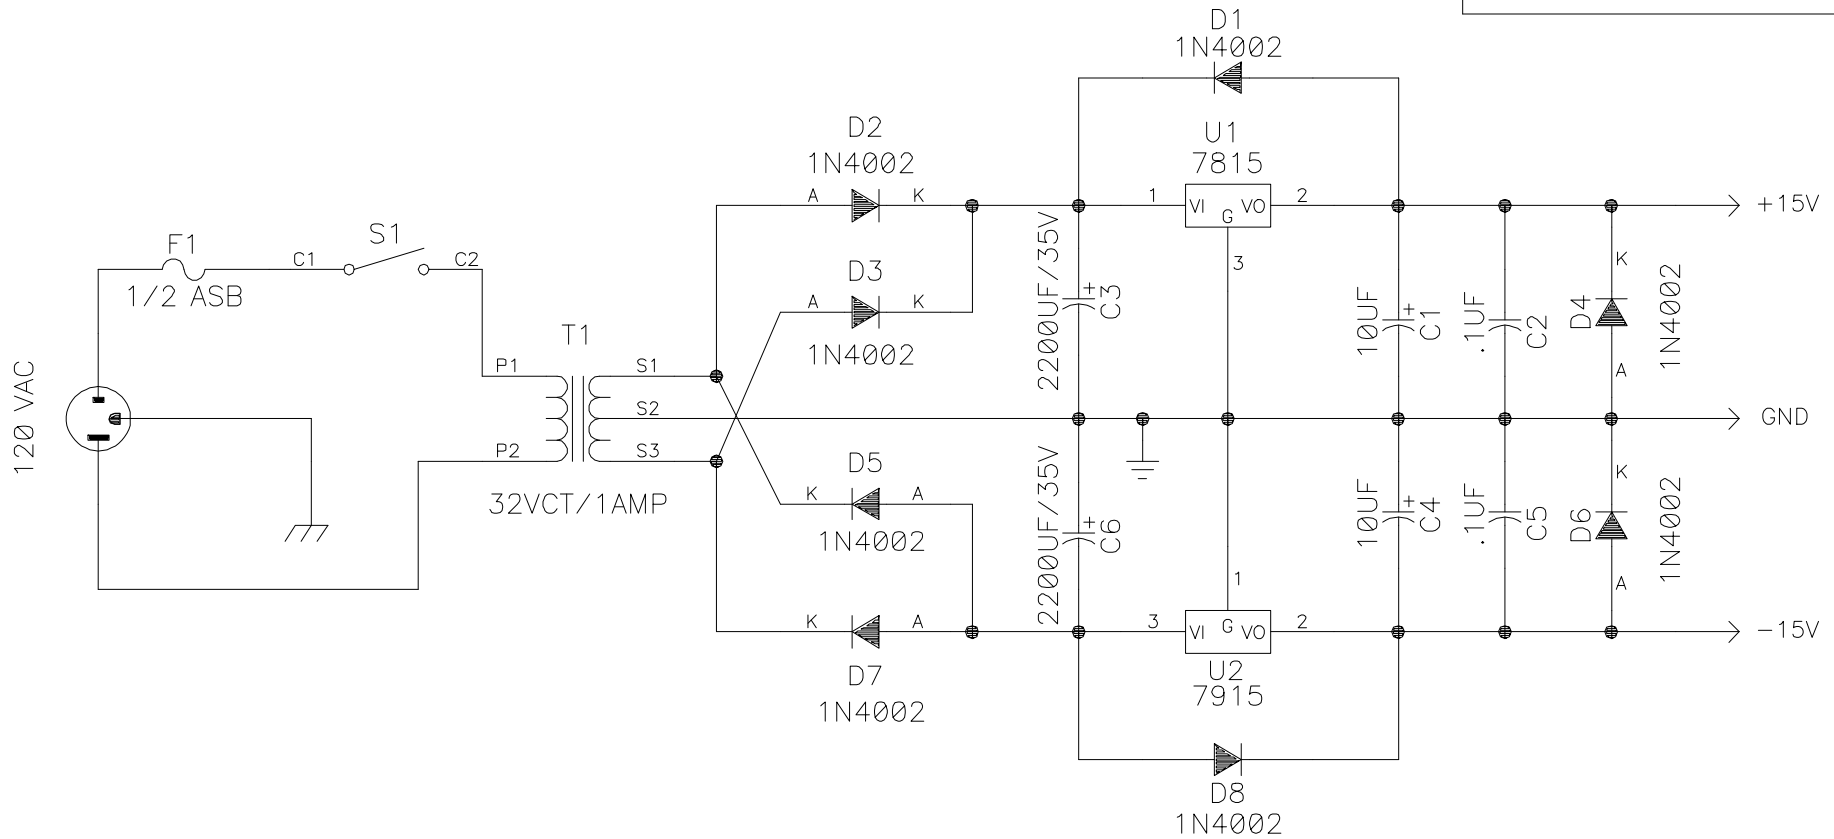 D1
1N4002
D2
1N4002
U1
7815
A
K
1
VI
G
VO
2
+15V
F1
1/2 ASB
C1
S1
C2
D3
A
K
1N4002
3
2200UF/35V
+
C3
10UF
+
C1
.1UF
C2
K
D4
A
1N4002
T1
P1
P2
S1
S2
S3
32VCT/1AMP
120 VAC
GND
D5
K
A
1N4002
2200UF/35V
+
C6
10UF
+
C4
.1UF
C5
K
D6
A
1N4002
1
K
A
D7
1N4002
3
VI
G
VO
2
-15V
U2
7915
D8
1N4002